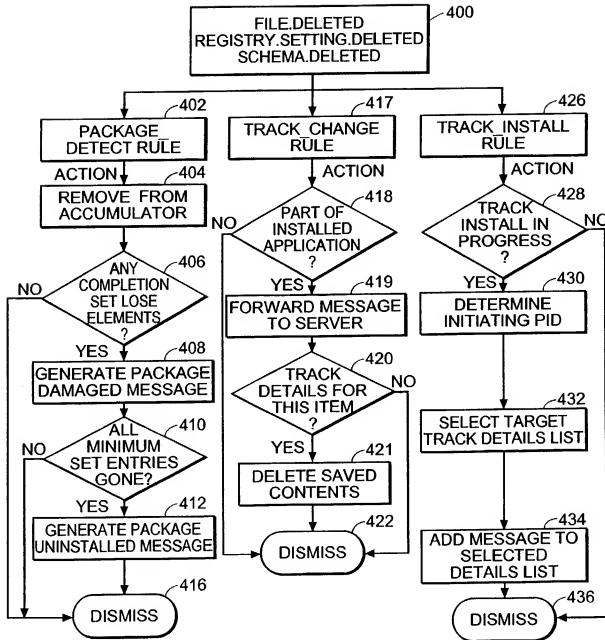 FILE.DELETED
REGISTRY.SETTING.DELETED
SCHEMA.DELETED
400
402
PACKAGE_
DETECT RULE
ACTION
404
REMOVE FROM
ACCUMULATOR
406
ANY
COMPLETION
SET LOSE
ELEMENTS
?
NO
YES
408
GENERATE PACKAGE
DAMAGED MESSAGE
410
ALL
MINIMUM
SET ENTRIES
GONE?
NO
YES
412
GENERATE PACKAGE
UNINSTALLED MESSAGE
416
DISMISS
417
TRACK_CHANGE
RULE
ACTION
418
PART OF
INSTALLED
APPLICATION
?
NO
YES
419
FORWARD MESSAGE
TO SERVER
420
TRACK
DETAILS FOR
THIS ITEM
?
NO
YES
421
DELETE SAVED
CONTENTS
422
DISMISS
426
TRACK_INSTALL
RULE
ACTION
428
TRACK
INSTALL IN
PROGRESS
?
NO
YES
430
DETERMINE
INITIATING PID
432
SELECT TARGET
TRACK DETAILS LIST
434
ADD MESSAGE TO
SELECTED
DETAILS LIST
436
DISMISS